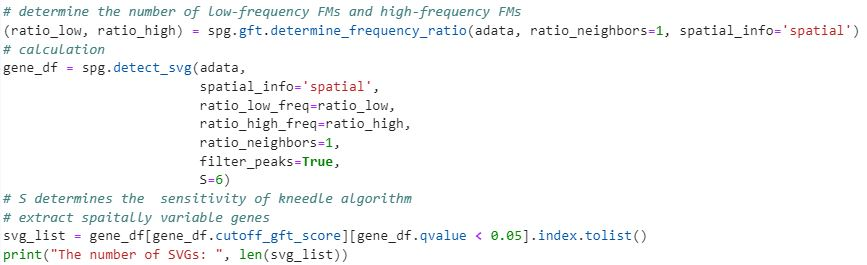 # determine the number of low-frequency FMs and high-frequency FMs
(ratio_low, ratio_high) = spg.gft.determine_frequency_ratio(adata, ratio_neighbors=1, spatial_info='spatial')
# calculation
gene_df = spg.detect_svg(adata,
                         spatial_info='spatial',
                         ratio_low_freq=ratio_low,
                         ratio_high_freq=ratio_high,
                         ratio_neighbors=1,
                         filter_peaks=True,
                         S=6)
# S determines the  sensitivity of kneedle algorithm
# extract spaitally variable genes
svg_list = gene_df[gene_df.cutoff_gft_score][gene_df.qvalue < 0.05].index.tolist()
print("The number of SVGs: ", len(svg_list))